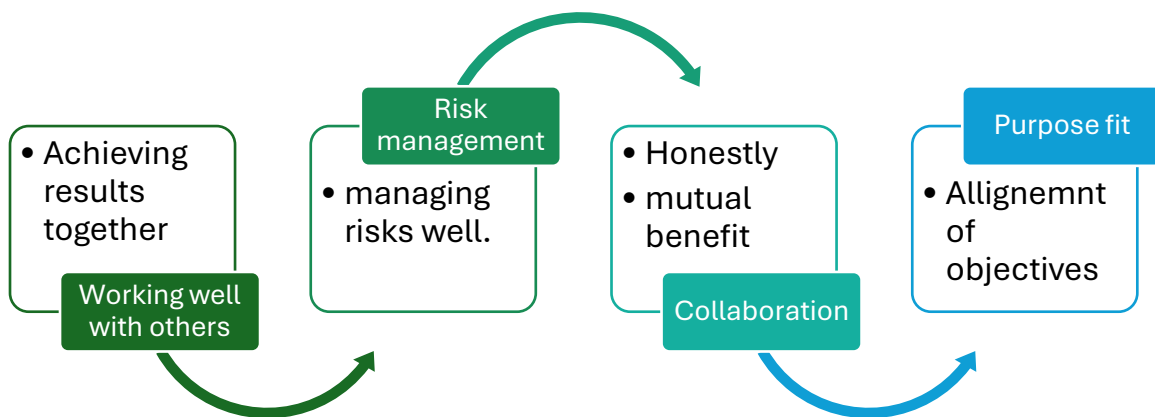 • Achieving
results
together
Working well
with others
Risk
management
• managing
risks well.
• Honestly
• mutual
benefit
Collaboration
Purpose fit
• Allignemnt
of
objectives